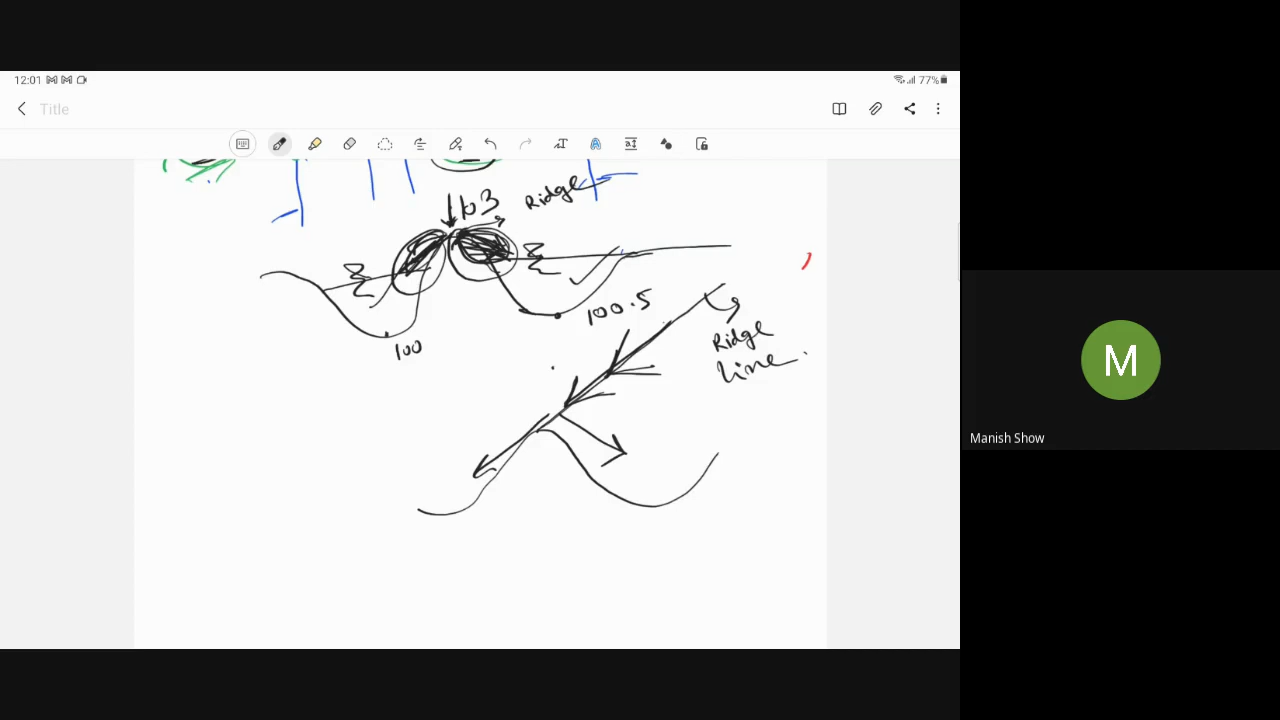 12:01
77%
Title
103
Ridge
100.5
100
Ridge
line.
M
Manish Show